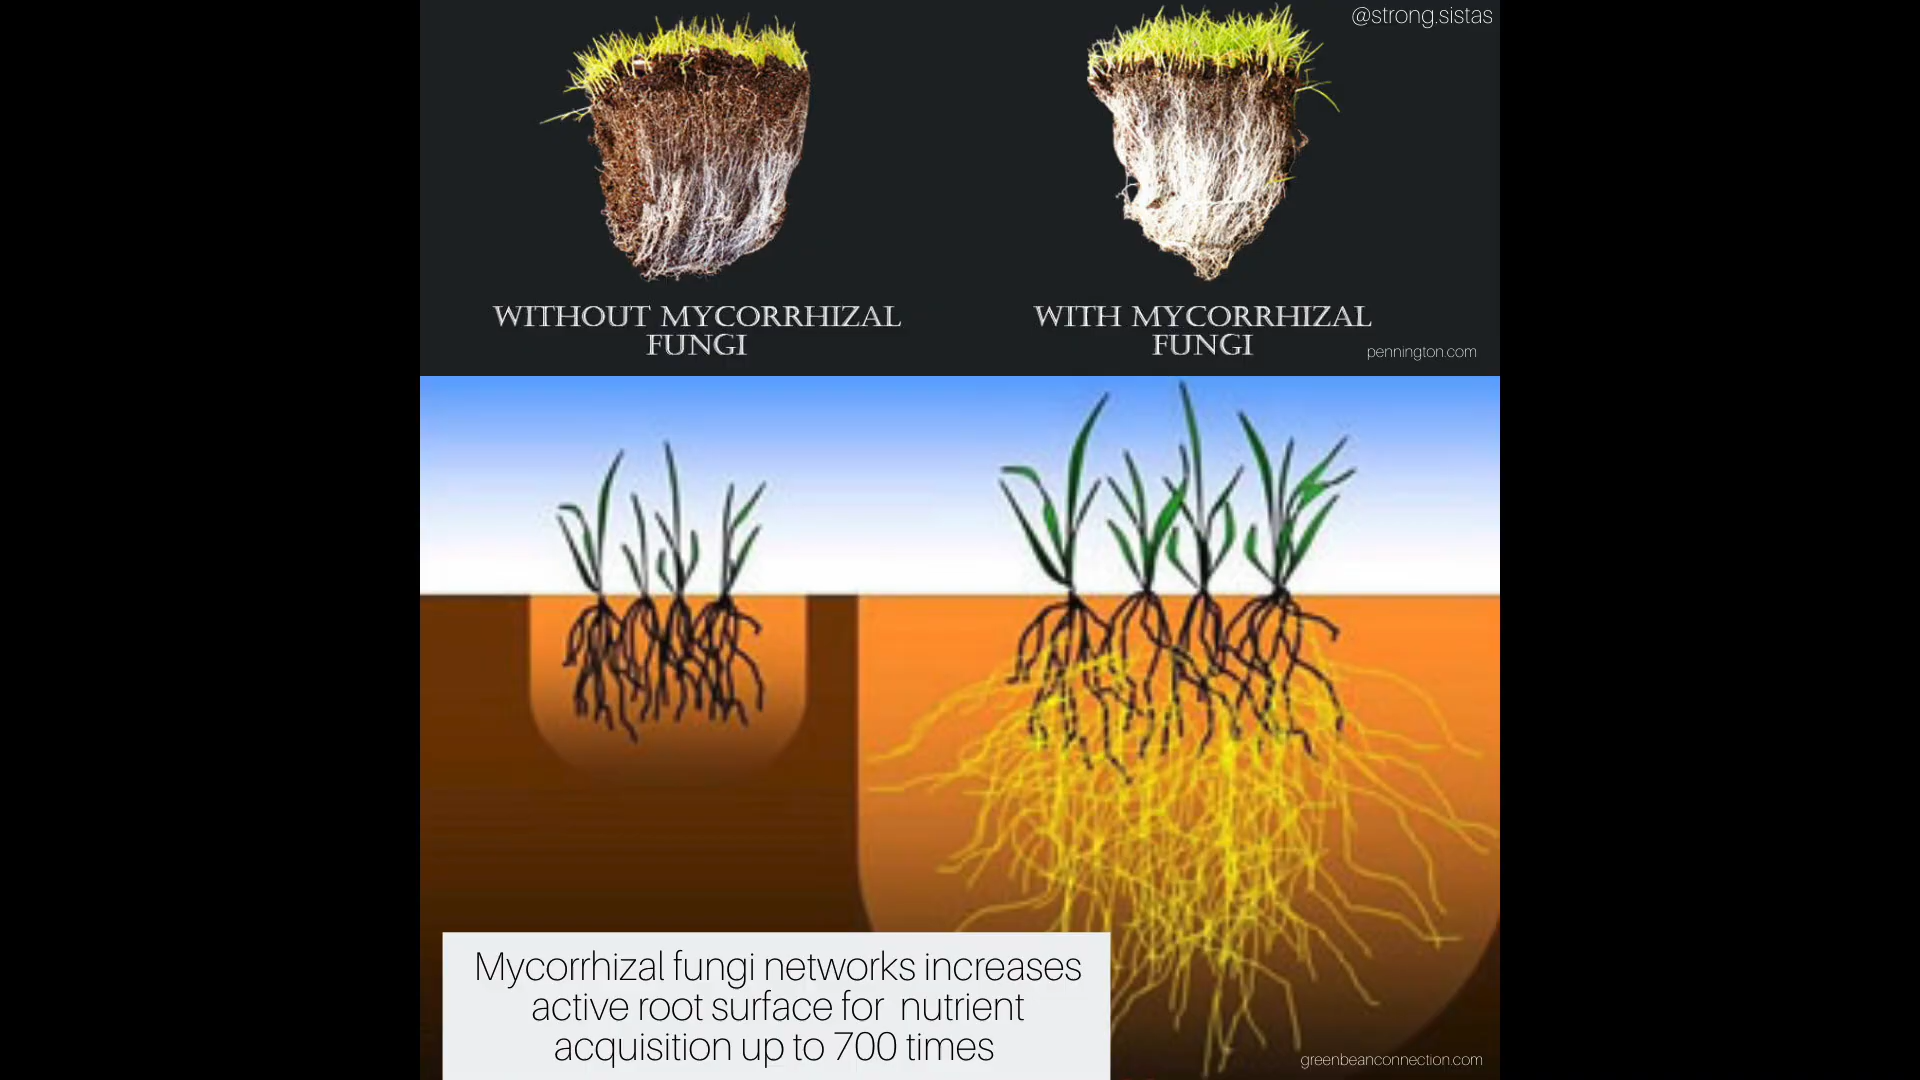 @strong.sistas
WITHOUT MYCORRHIZAL
FUNGI
WITH MYCORRHIZAL
FUNGI
pennington.com
Mycorrhizal fungi networks increases
active root surface for nutrient
acquisition up to 700 times
greenbeanconnection.com